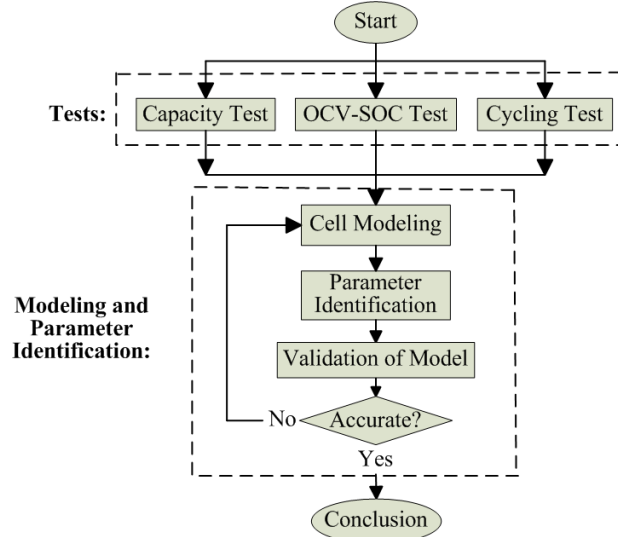 Start
Tests:
Capacity Test
OCV-SOC Test
Cycling Test
Cell Modeling
Modeling and
Parameter
Identification:
Parameter
Identification
Validation of Model
No
Accurate?
Yes
Conclusion